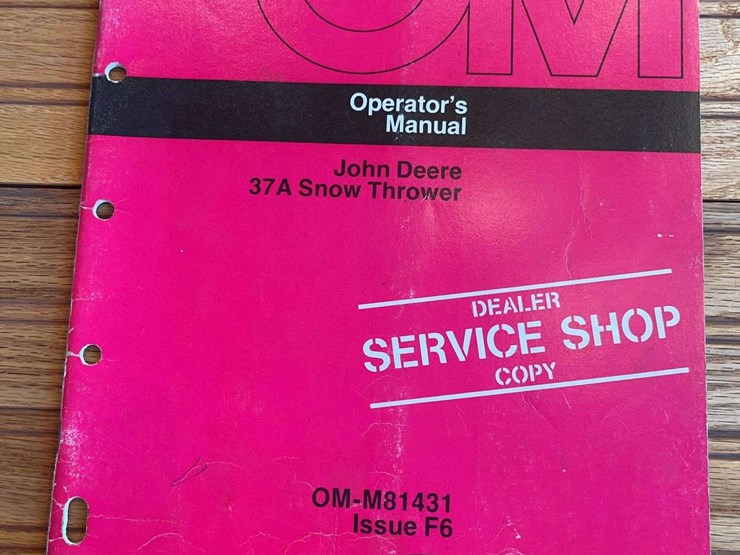 OM
Operator's
Manual
John Deere
37A Snow Thrower
DEALER
SERVICE SHOP
COPY
OM-M81431
Issue F6